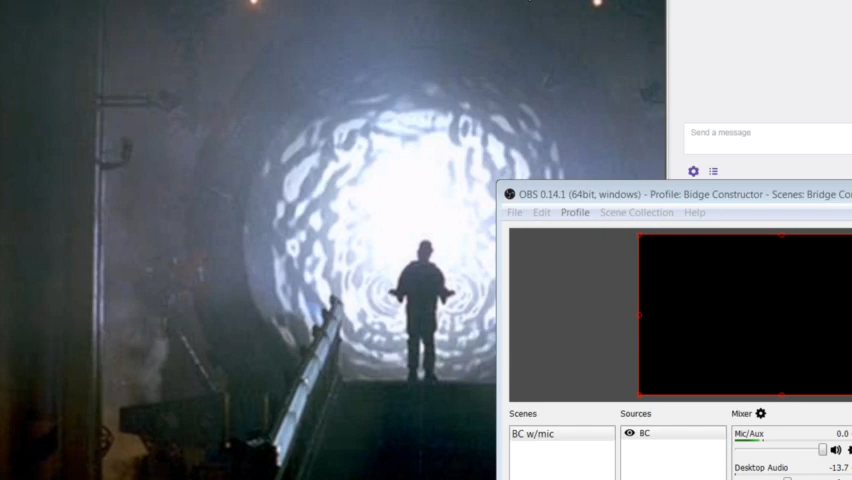 Send a message
OBS 0.14.1 (64bit, windows) - Profile: Bidge Constructor - Scenes: Bridge Co
File Edit Profile Scene Collection Help
Scenes Sources Mixer
BC w/mic BC Mic/Aux 0.0
Desktop Audio -13.7